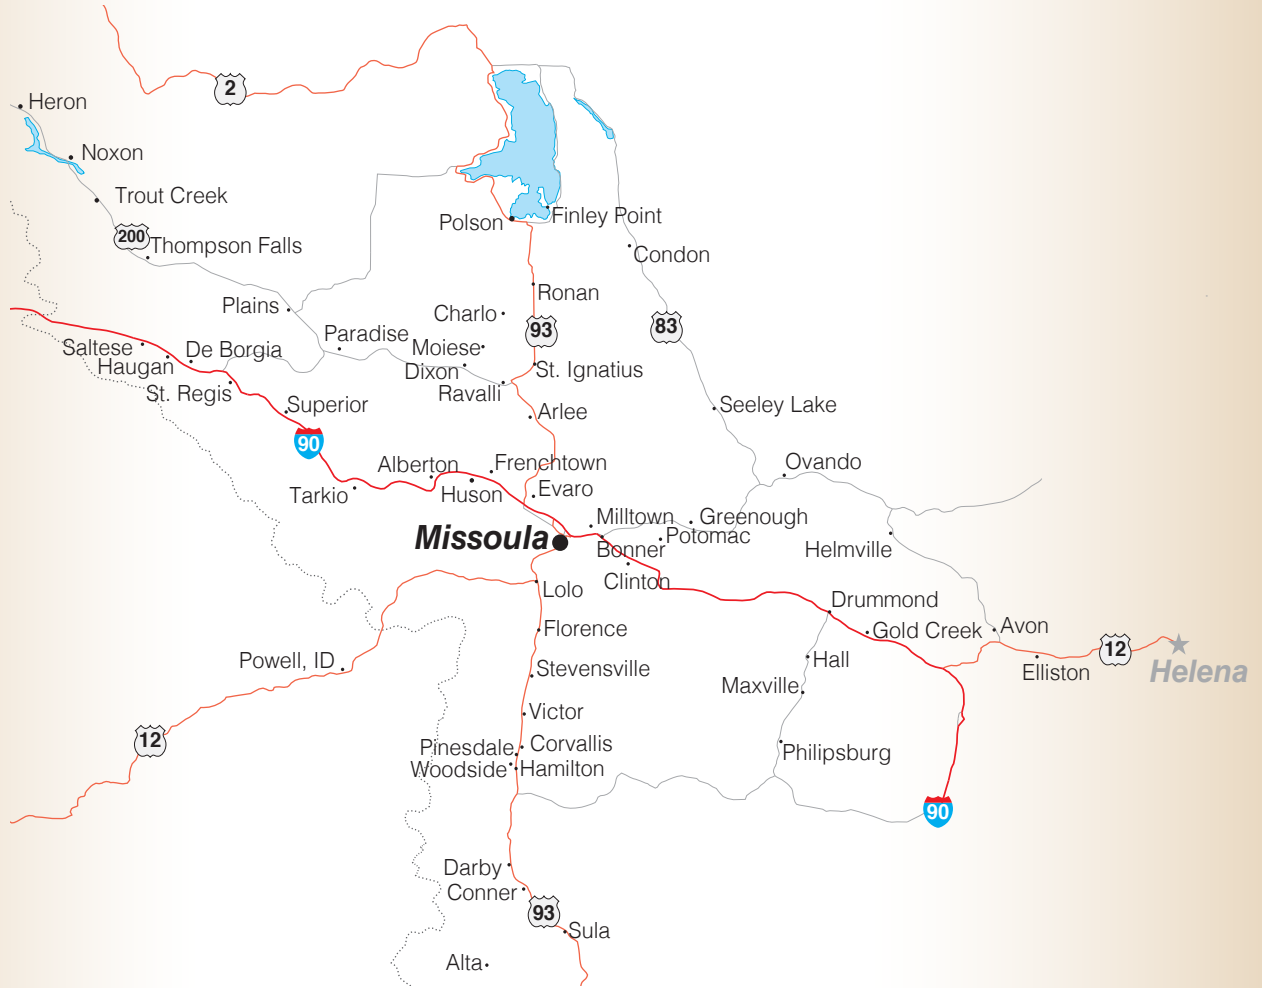 2
Heron
Noxon
Trout Creek
200
Thompson Falls
Polson
Finley Point
Condon
Plains
Ronan
Charlo
93
83
Paradise
Moiese
Saltese
De Borgia
Haugan
Dixon
St. Ignatius
St. Regis
Ravalli
Superior
Arlee
Seeley Lake
90
Alberton
Frenchtown
Ovando
Tarkio
Huson
Evaro
Milltown
Greenough
Missoula
Bonner
Potomac
Helmville
Clinton
Lolo
Drummond
Florence
Gold Creek
Avon
12
Powell, ID
Hall
Stevensville
Elliston
Helena
Maxville
Victor
12
Pinesdale
Corvallis
Philipsburg
Woodside
Hamilton
90
Darby
Conner
93
Sula
Alta